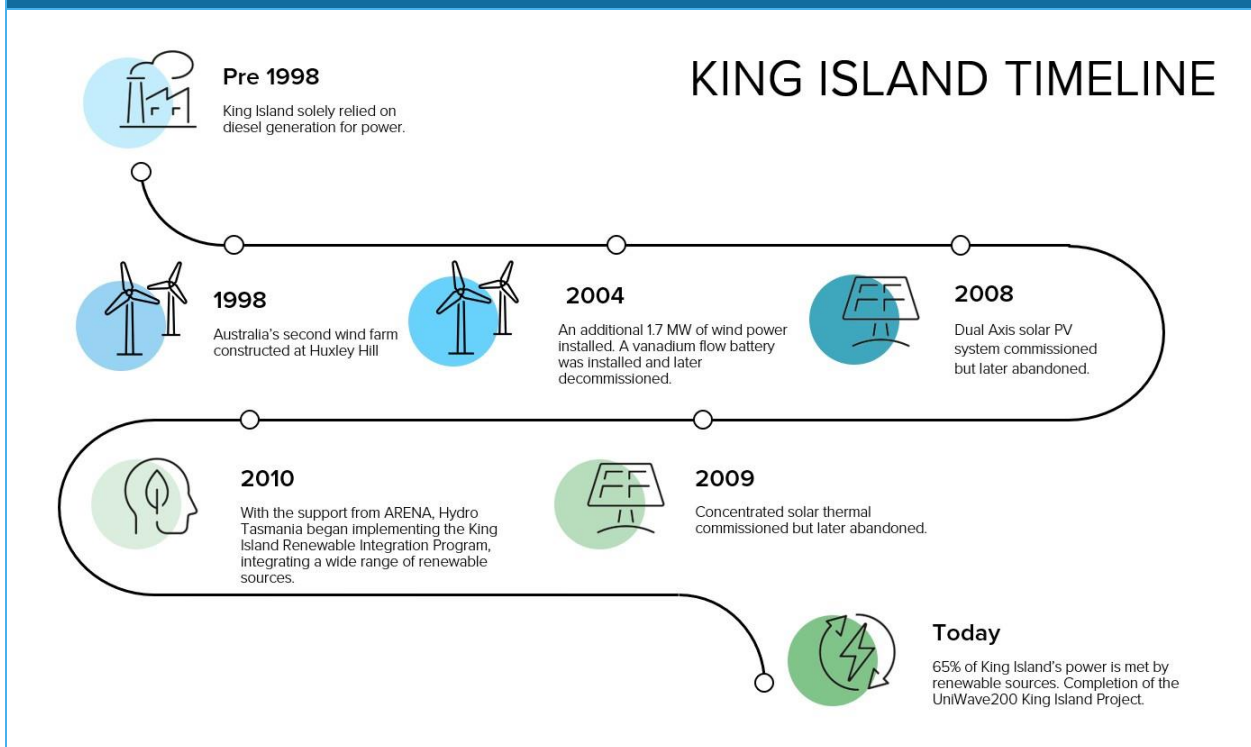 KING ISLAND TIMELINE
Pre 1998
King Island solely relied on
diesel generation for power.
1998
Australia's second wind farm
constructed at Huxley Hill
2004
An additional 1.7 MW of wind power
installed. A vanadium flow battery
was installed and later
decommissioned.
2008
Dual Axis solar PV
system commissioned
but later abandoned.
2009
Concentrated solar thermal
commissioned but later abandoned.
2010
With the support from ARENA, Hydro
Tasmania began implementing the King
Island Renewable Integration Program,
integrating a wide range of renewable
sources.
Today
65% of King Island's power is met by
renewable sources. Completion of the
UniWave200 King Island Project.